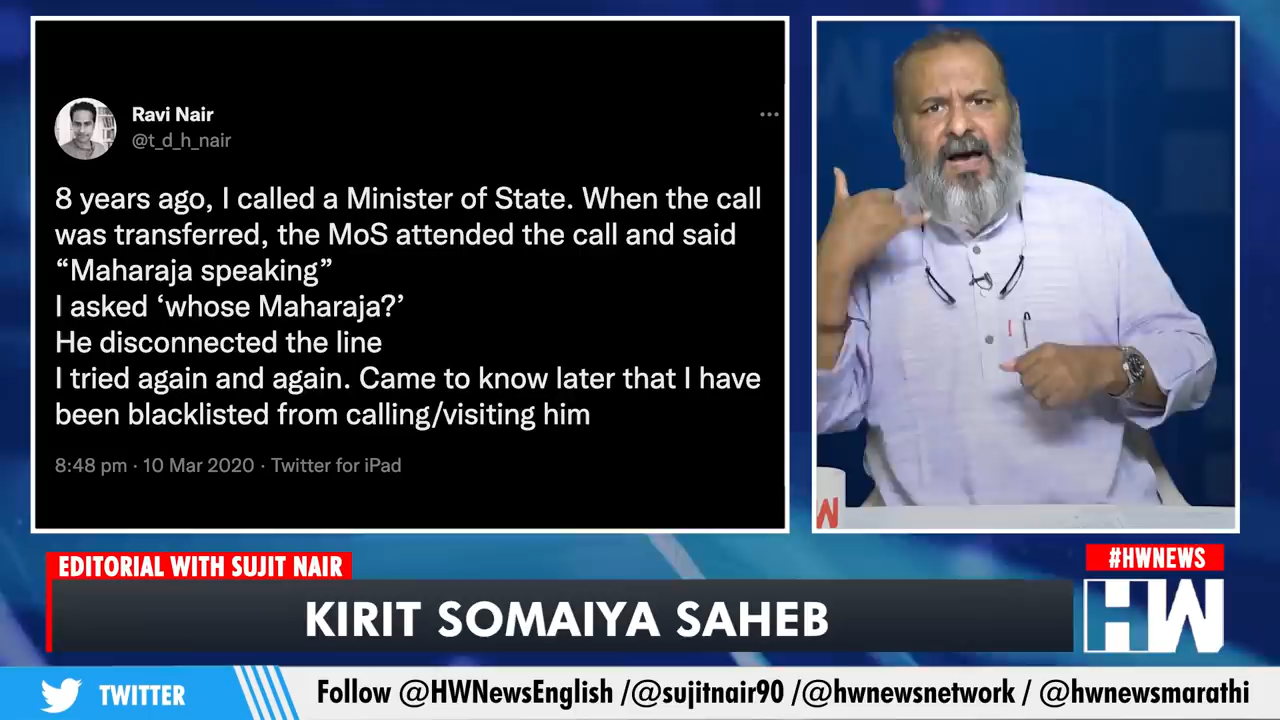 Ravi Nair
@t_d_h_nair
8 years ago, I called a Minister of State. When the call
was transferred, the MoS attended the call and said
“Maharaja speaking”
I asked ‘whose Maharaja?’
He disconnected the line
I tried again and again. Came to know later that I have
been blacklisted from calling/visiting him
8:48 pm · 10 Mar 2020 · Twitter for iPad
W
EDITORIAL WITH SUJIT NAIR
#HWNEWS
KIRIT SOMAIYA SAHEB
HW
TWITTER
Follow @HWNewsEnglish /@sujitnair90 /@hwnewsnetwork / @hwnewsmarathi